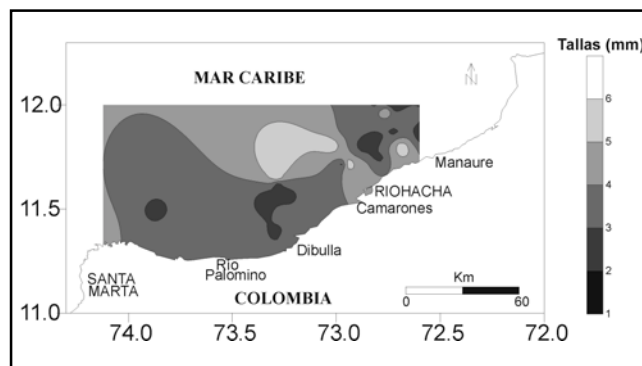 Tallas (mm)
MAR CARIBE
N
12.0
6
5
Manaure
4
RIOHACHA
11.5
Camarones
3
Dibulla
Río
Palomino
Km
2
SANTA
MARTA
COLOMBIA
0
60
11.0
1
74.0
73.5
73.0
72.5
72.0